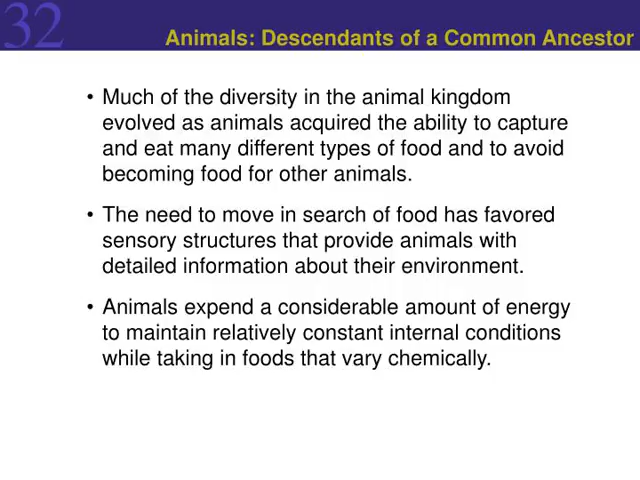 32
Animals: Descendants of a Common Ancestor
• Much of the diversity in the animal kingdom
evolved as animals acquired the ability to capture
and eat many different types of food and to avoid
becoming food for other animals.
• The need to move in search of food has favored
sensory structures that provide animals with
detailed information about their environment.
• Animals expend a considerable amount of energy
to maintain relatively constant internal conditions
while taking in foods that vary chemically.